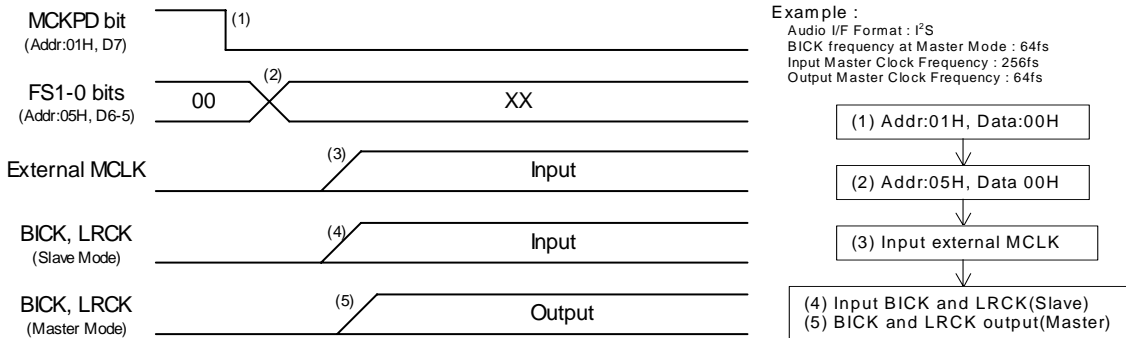 MCKPD bit
(Addr:01H, D7)
(1)
FS1-0 bits
(Addr:05H, D6-5)
00
(2)
XX
External MCLK
(3)
Input
BICK, LRCK
(Slave Mode)
(4)
Input
BICK, LRCK
(Master Mode)
(5)
Output
Example :
Audio I/F Format : I²S
BICK frequency at Master Mode : 64fs
Input Master Clock Frequency : 256fs
Output Master Clock Frequency : 64fs
(1) Addr:01H, Data:00H
(2) Addr:05H, Data 00H
(3) Input external MCLK
(4) Input BICK and LRCK(Slave)
(5) BICK and LRCK output(Master)